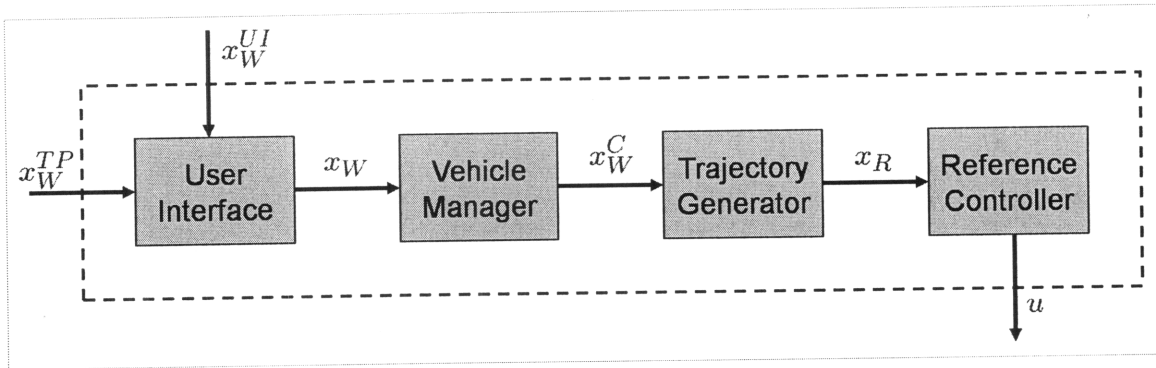 x_W^{UI}
x_W^{TP}
User
Interface
x_W
Vehicle
Manager
x_W^C
Trajectory
Generator
x_R
Reference
Controller
u